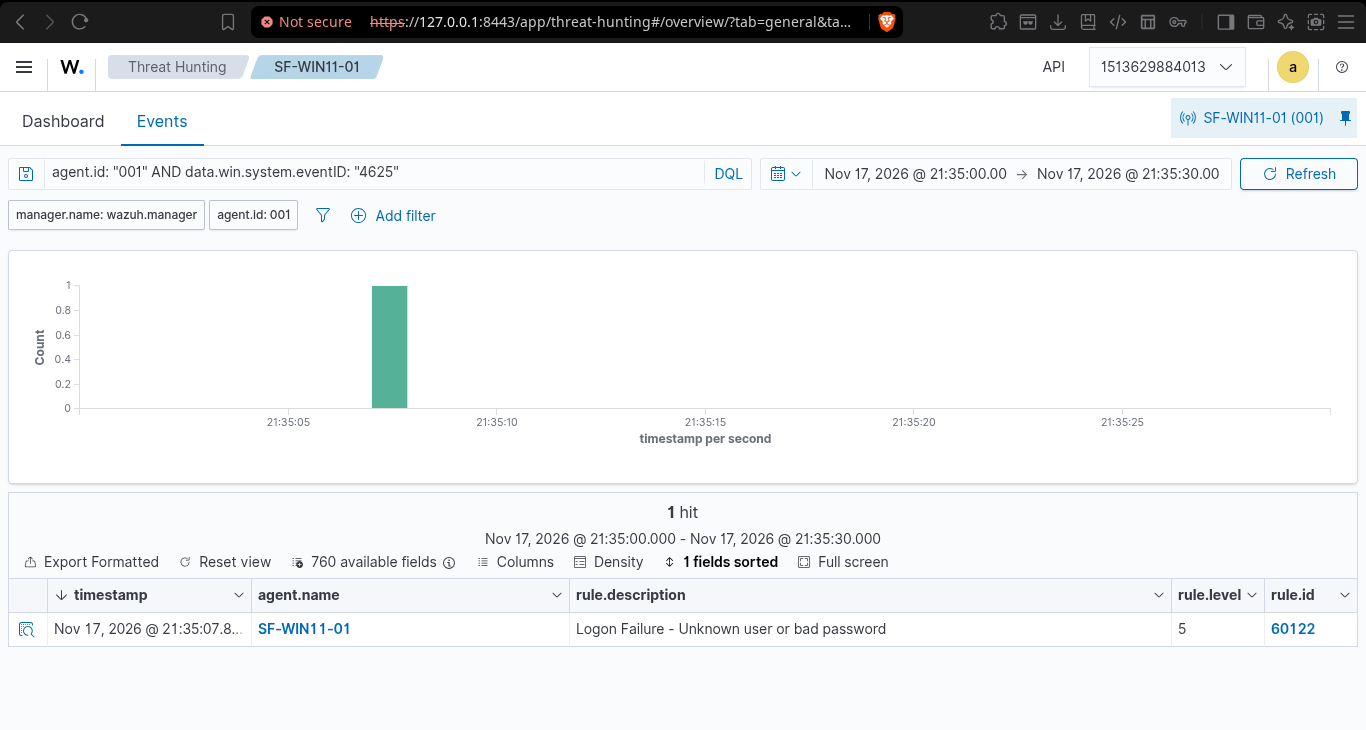 Not secure https://127.0.0.1:8443/app/threat-hunting#/overview/?tab=general&ta...
W. Threat Hunting SF-WIN11-01 API 1513629884013 a
Dashboard Events SF-WIN11-01 (001)
agent.id: "001" AND data.win.system.eventID: "4625" DQL Nov 17, 2026 @ 21:35:00.00 → Nov 17, 2026 @ 21:35:30.00 Refresh
manager.name: wazuh.manager agent.id: 001 Add filter
1
0.8
0.6
0.4
0.2
0
Count
21:35:05 21:35:10 21:35:15 21:35:20 21:35:25
timestamp per second
1 hit
Nov 17, 2026 @ 21:35:00.000 - Nov 17, 2026 @ 21:35:30.000
Export Formatted Reset view 760 available fields Columns Density 1 fields sorted Full screen
timestamp agent.name rule.description rule.level rule.id
Nov 17, 2026 @ 21:35:07.8... SF-WIN11-01 Logon Failure - Unknown user or bad password 5 60122